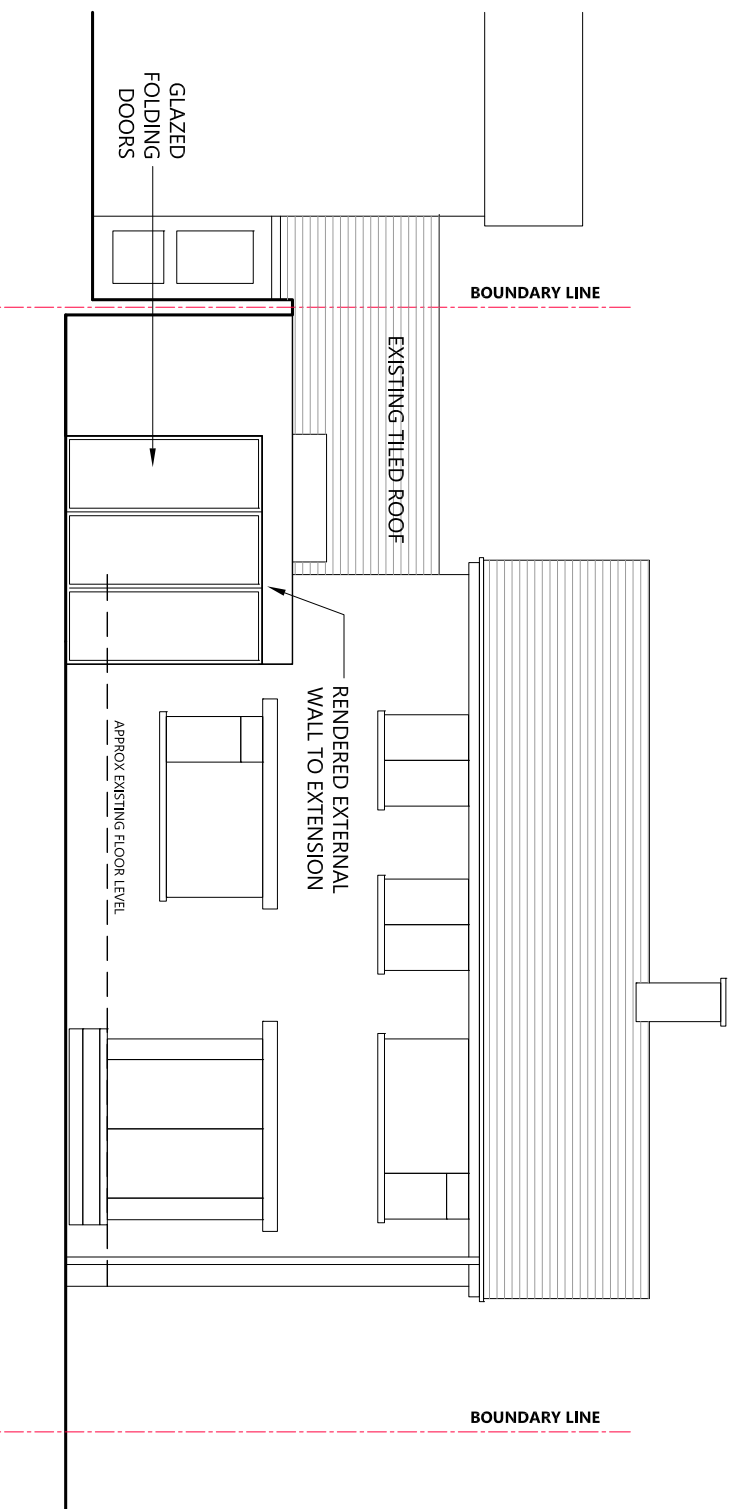 GLAZED
FOLDING
DOORS
BOUNDARY LINE
EXISTING TILED ROOF
RENDERED EXTERNAL
WALL TO EXTENSION
APPROX EXISTING FLOOR LEVEL
BOUNDARY LINE